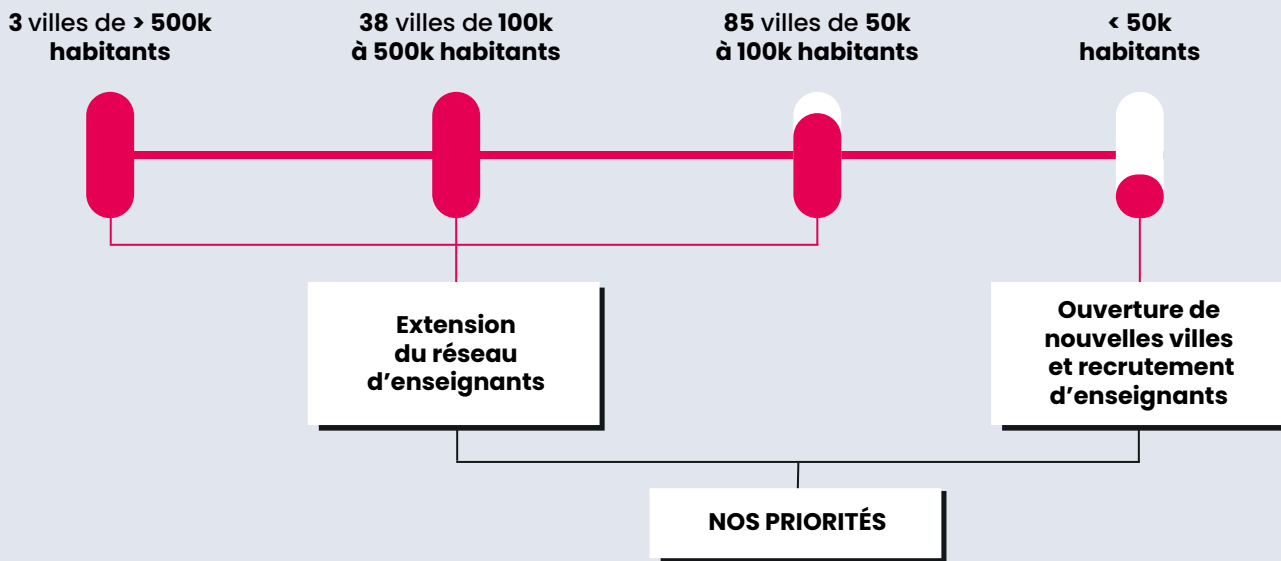 3 villes de > 500k
habitants
38 villes de 100k
à 500k habitants
85 villes de 50k
à 100k habitants
< 50k
habitants
Extension
du réseau
d’enseignants
Ouverture de
nouvelles villes
et recrutement
d’enseignants
NOS PRIORITÉS